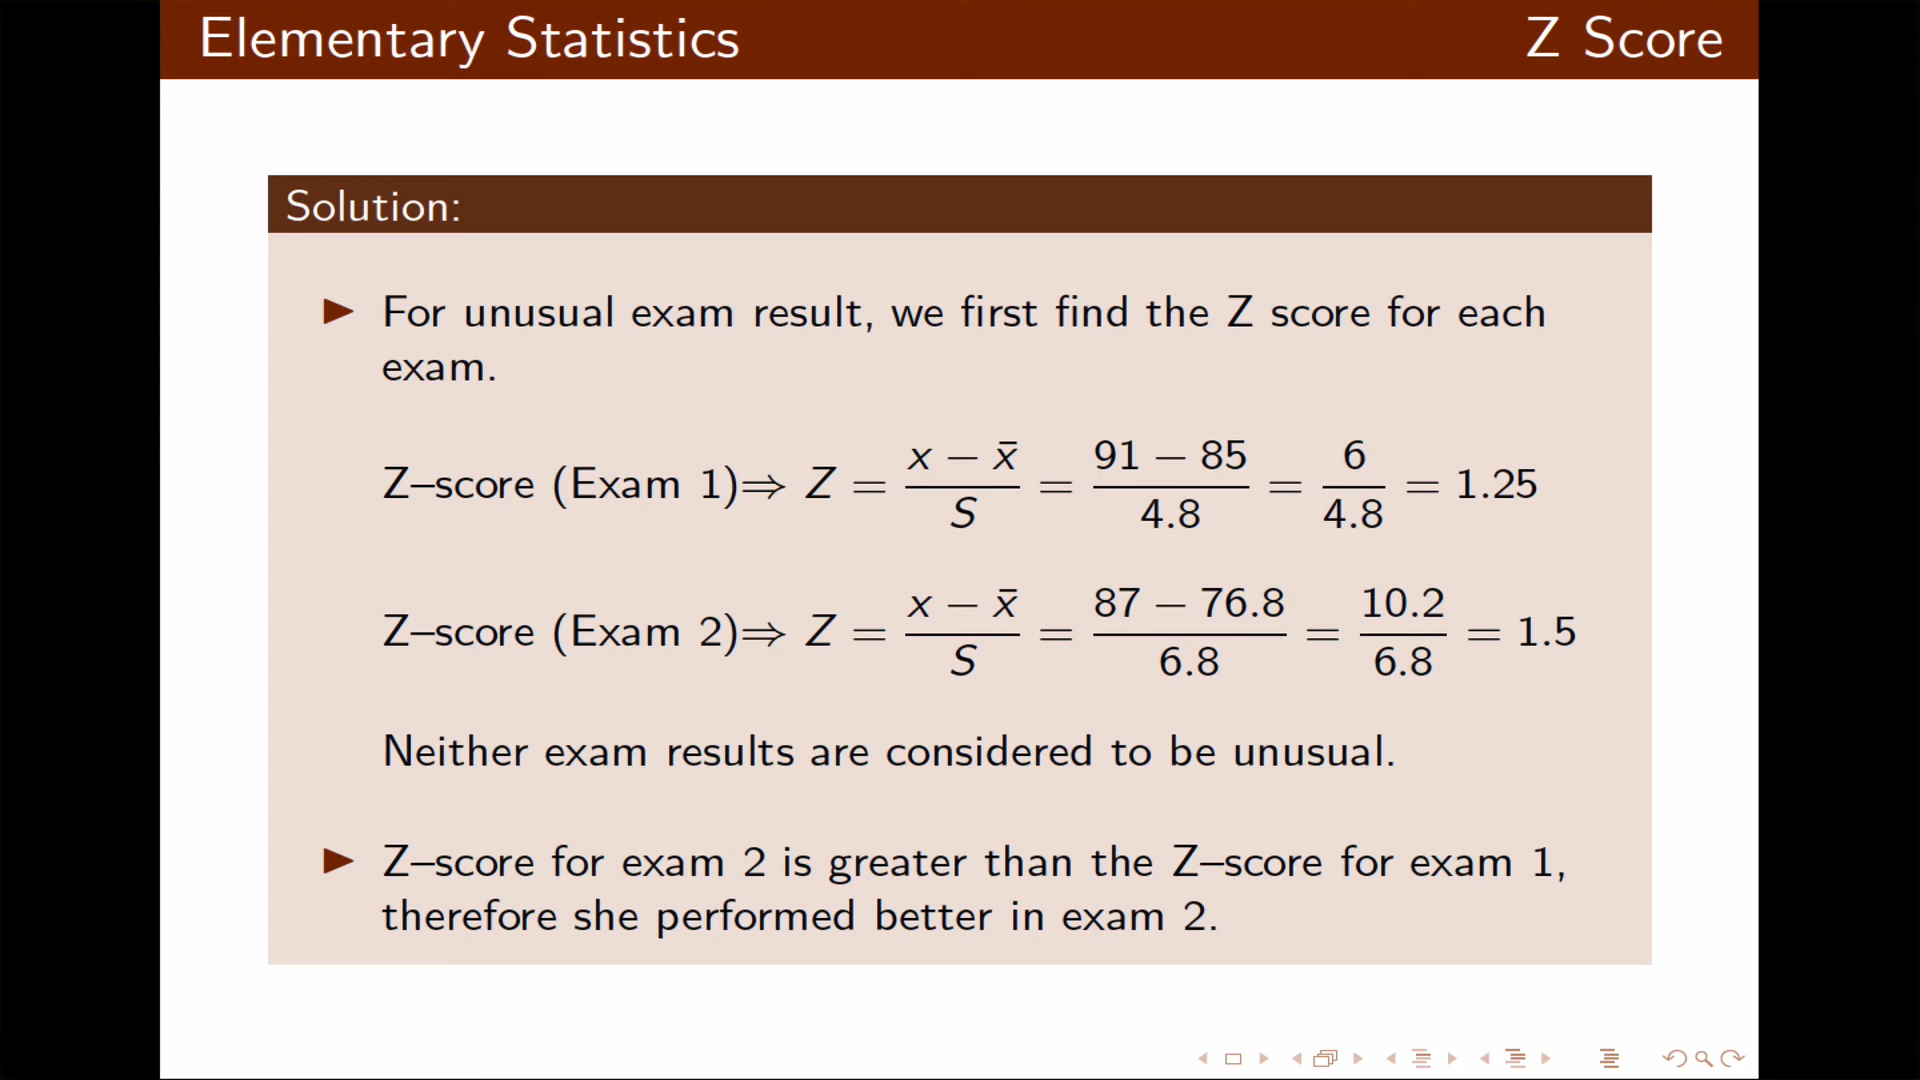 Elementary Statistics Z Score
Solution:
For unusual exam result, we first find the Z score for each
exam.
Z–score (Exam 1)⇒ Z = (x − x̄)/S = (91 − 85)/4.8 = 6/4.8 = 1.25
Z–score (Exam 2)⇒ Z = (x − x̄)/S = (87 − 76.8)/6.8 = 10.2/6.8 = 1.5
Neither exam results are considered to be unusual.
Z–score for exam 2 is greater than the Z–score for exam 1,
therefore she performed better in exam 2.